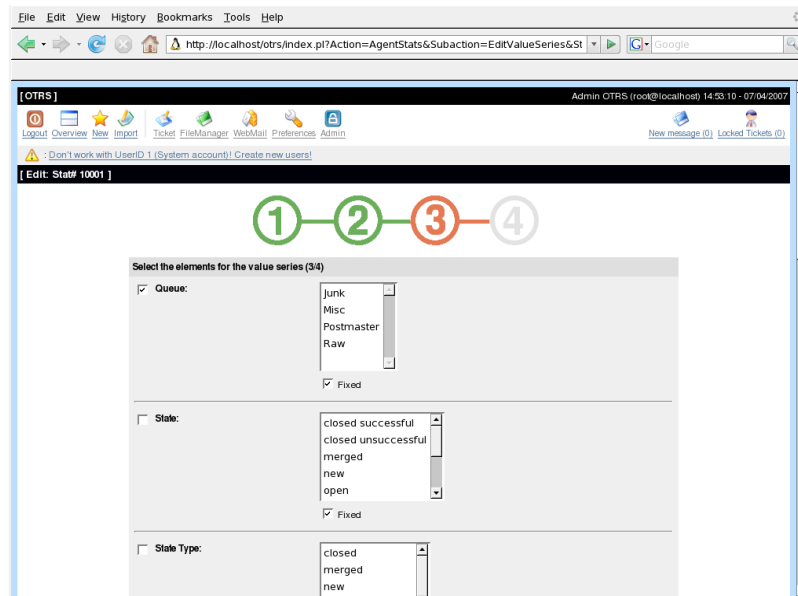 File Edit View History Bookmarks Tools Help
http://localhost/otrs/index.pl?Action=AgentStats&Subaction=EditValueSeries&St
G Google
[ OTRS ] Admin OTRS (root@localhost) 14:53:10 - 07/04/2007
Logout Overview New Import Ticket FileManager WebMail Preferences Admin New message (0) Locked Tickets (0)
: Don't work with UserID 1 (System account)! Create new users!
[ Edit: Stat# 10001 ]
1 2 3 4
Select the elements for the value series (3/4)
Queue:
Junk
Misc
Postmaster
Raw
Fixed
State:
closed successful
closed unsuccessful
merged
new
open
Fixed
State Type:
closed
merged
new